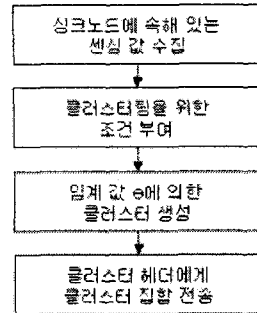 싱크노드에 속해 있는
센싱 값 수집
클러스터링을 위한
조건 부여
임계 값 θ에 의한
클러스터 생성
클러스터 헤더에게
클러스터 집합 전송